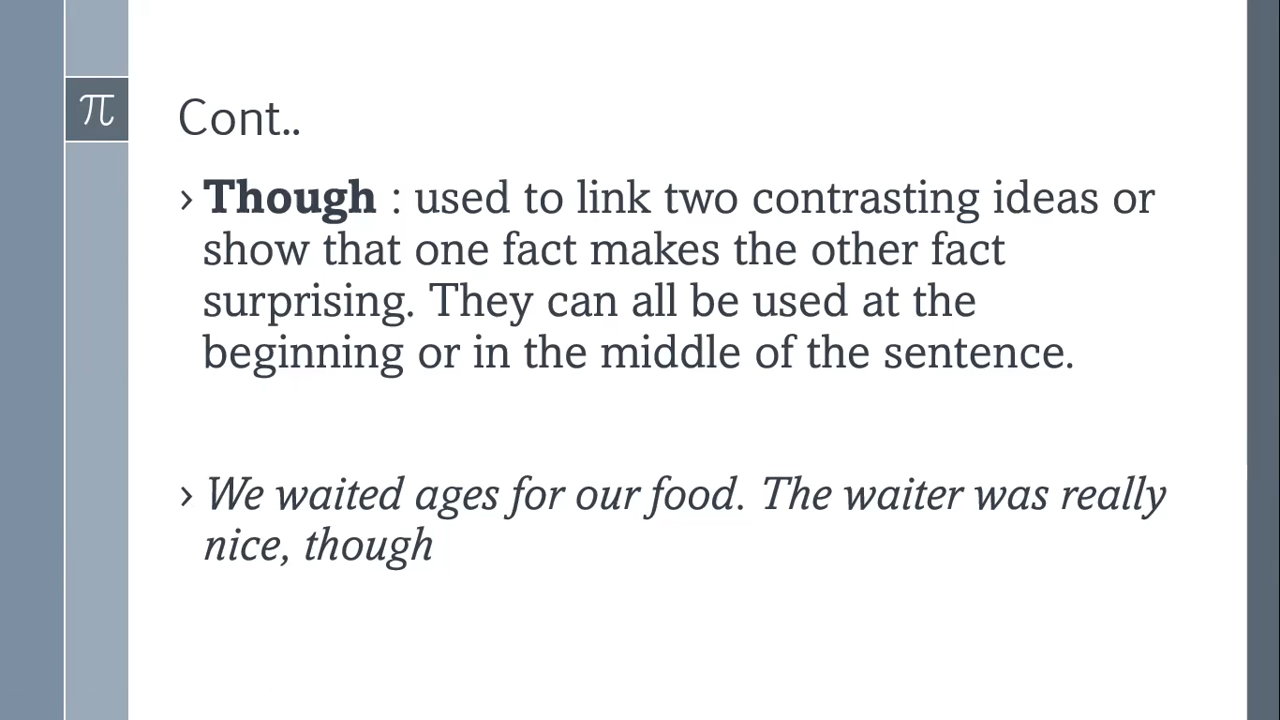 π
Cont..
› Though : used to link two contrasting ideas or
show that one fact makes the other fact
surprising. They can all be used at the
beginning or in the middle of the sentence.
› We waited ages for our food. The waiter was really
nice, though